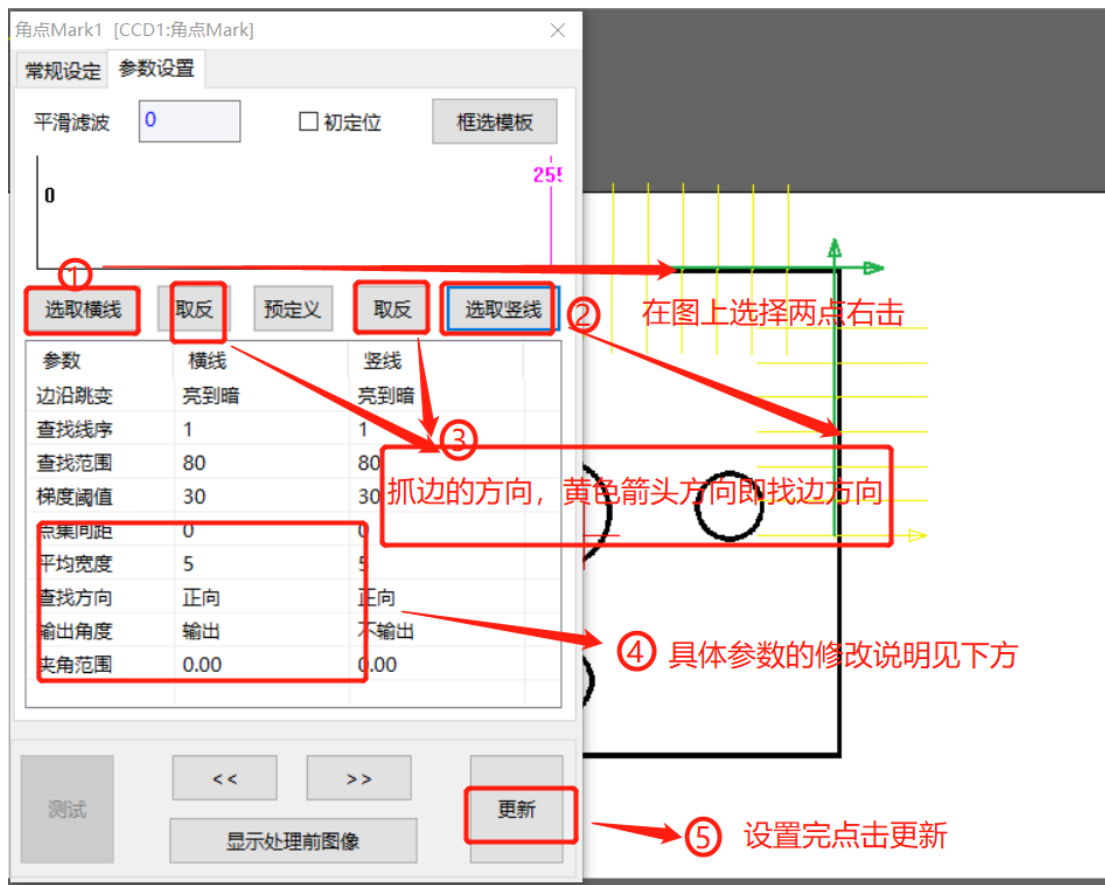 角点Mark1 [CCD1:角点Mark]
常规设定 参数设置
平滑滤波 0 初定位 框选模板
0 255
①
选取横线 取反 预定义 取反 选取竖线 ② 在图上选择两点右击
参数 横线 竖线
边沿跳变 亮到暗 亮到暗
查找线序 1 1
③
查找范围 80 80
梯度阈值 30 30
抓边的方向，黄色箭头方向即找边方向
点集间距 0 0
平均宽度 5 5
查找方向 正向 正向
输出角度 输出 不输出
④ 具体参数的修改说明见下方
夹角范围 0.00 0.00
<< >>
测试 更新
显示处理前图像
⑤ 设置完点击更新